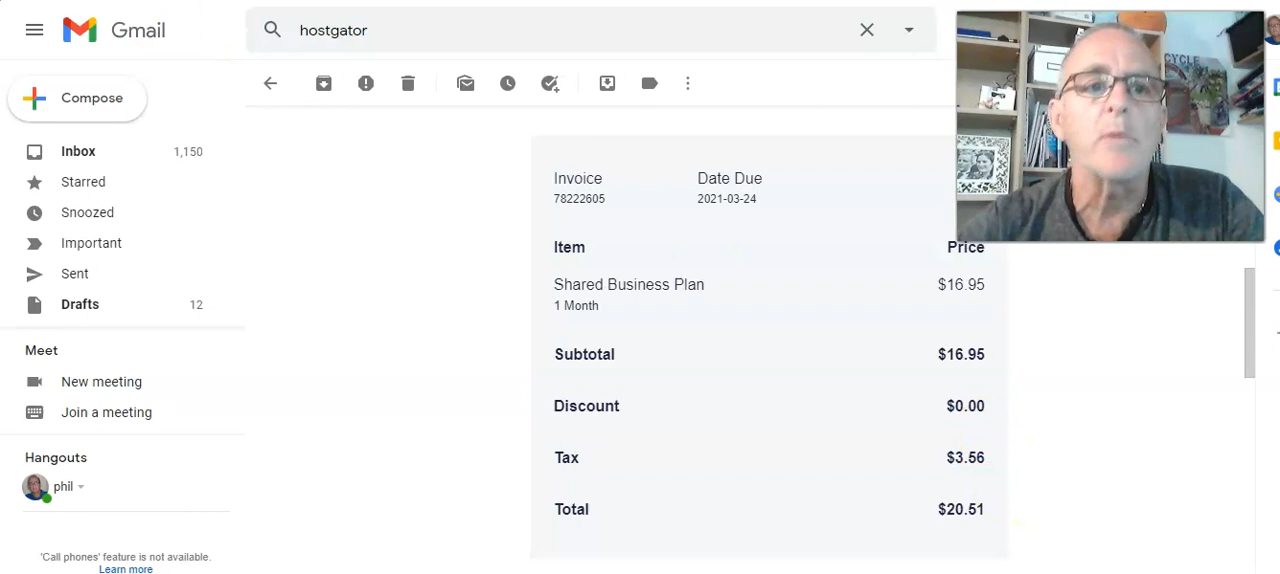 Gmail
hostgator
Compose
Inbox 1,150
Starred
Snoozed
Important
Sent
Drafts 12
Meet
New meeting
Join a meeting
Hangouts
phil
'Call phones' feature is not available.
Learn more
Invoice Date Due
78222605 2021-03-24
Item Price
Shared Business Plan $16.95
1 Month
Subtotal $16.95
Discount $0.00
Tax $3.56
Total $20.51
CYCLE